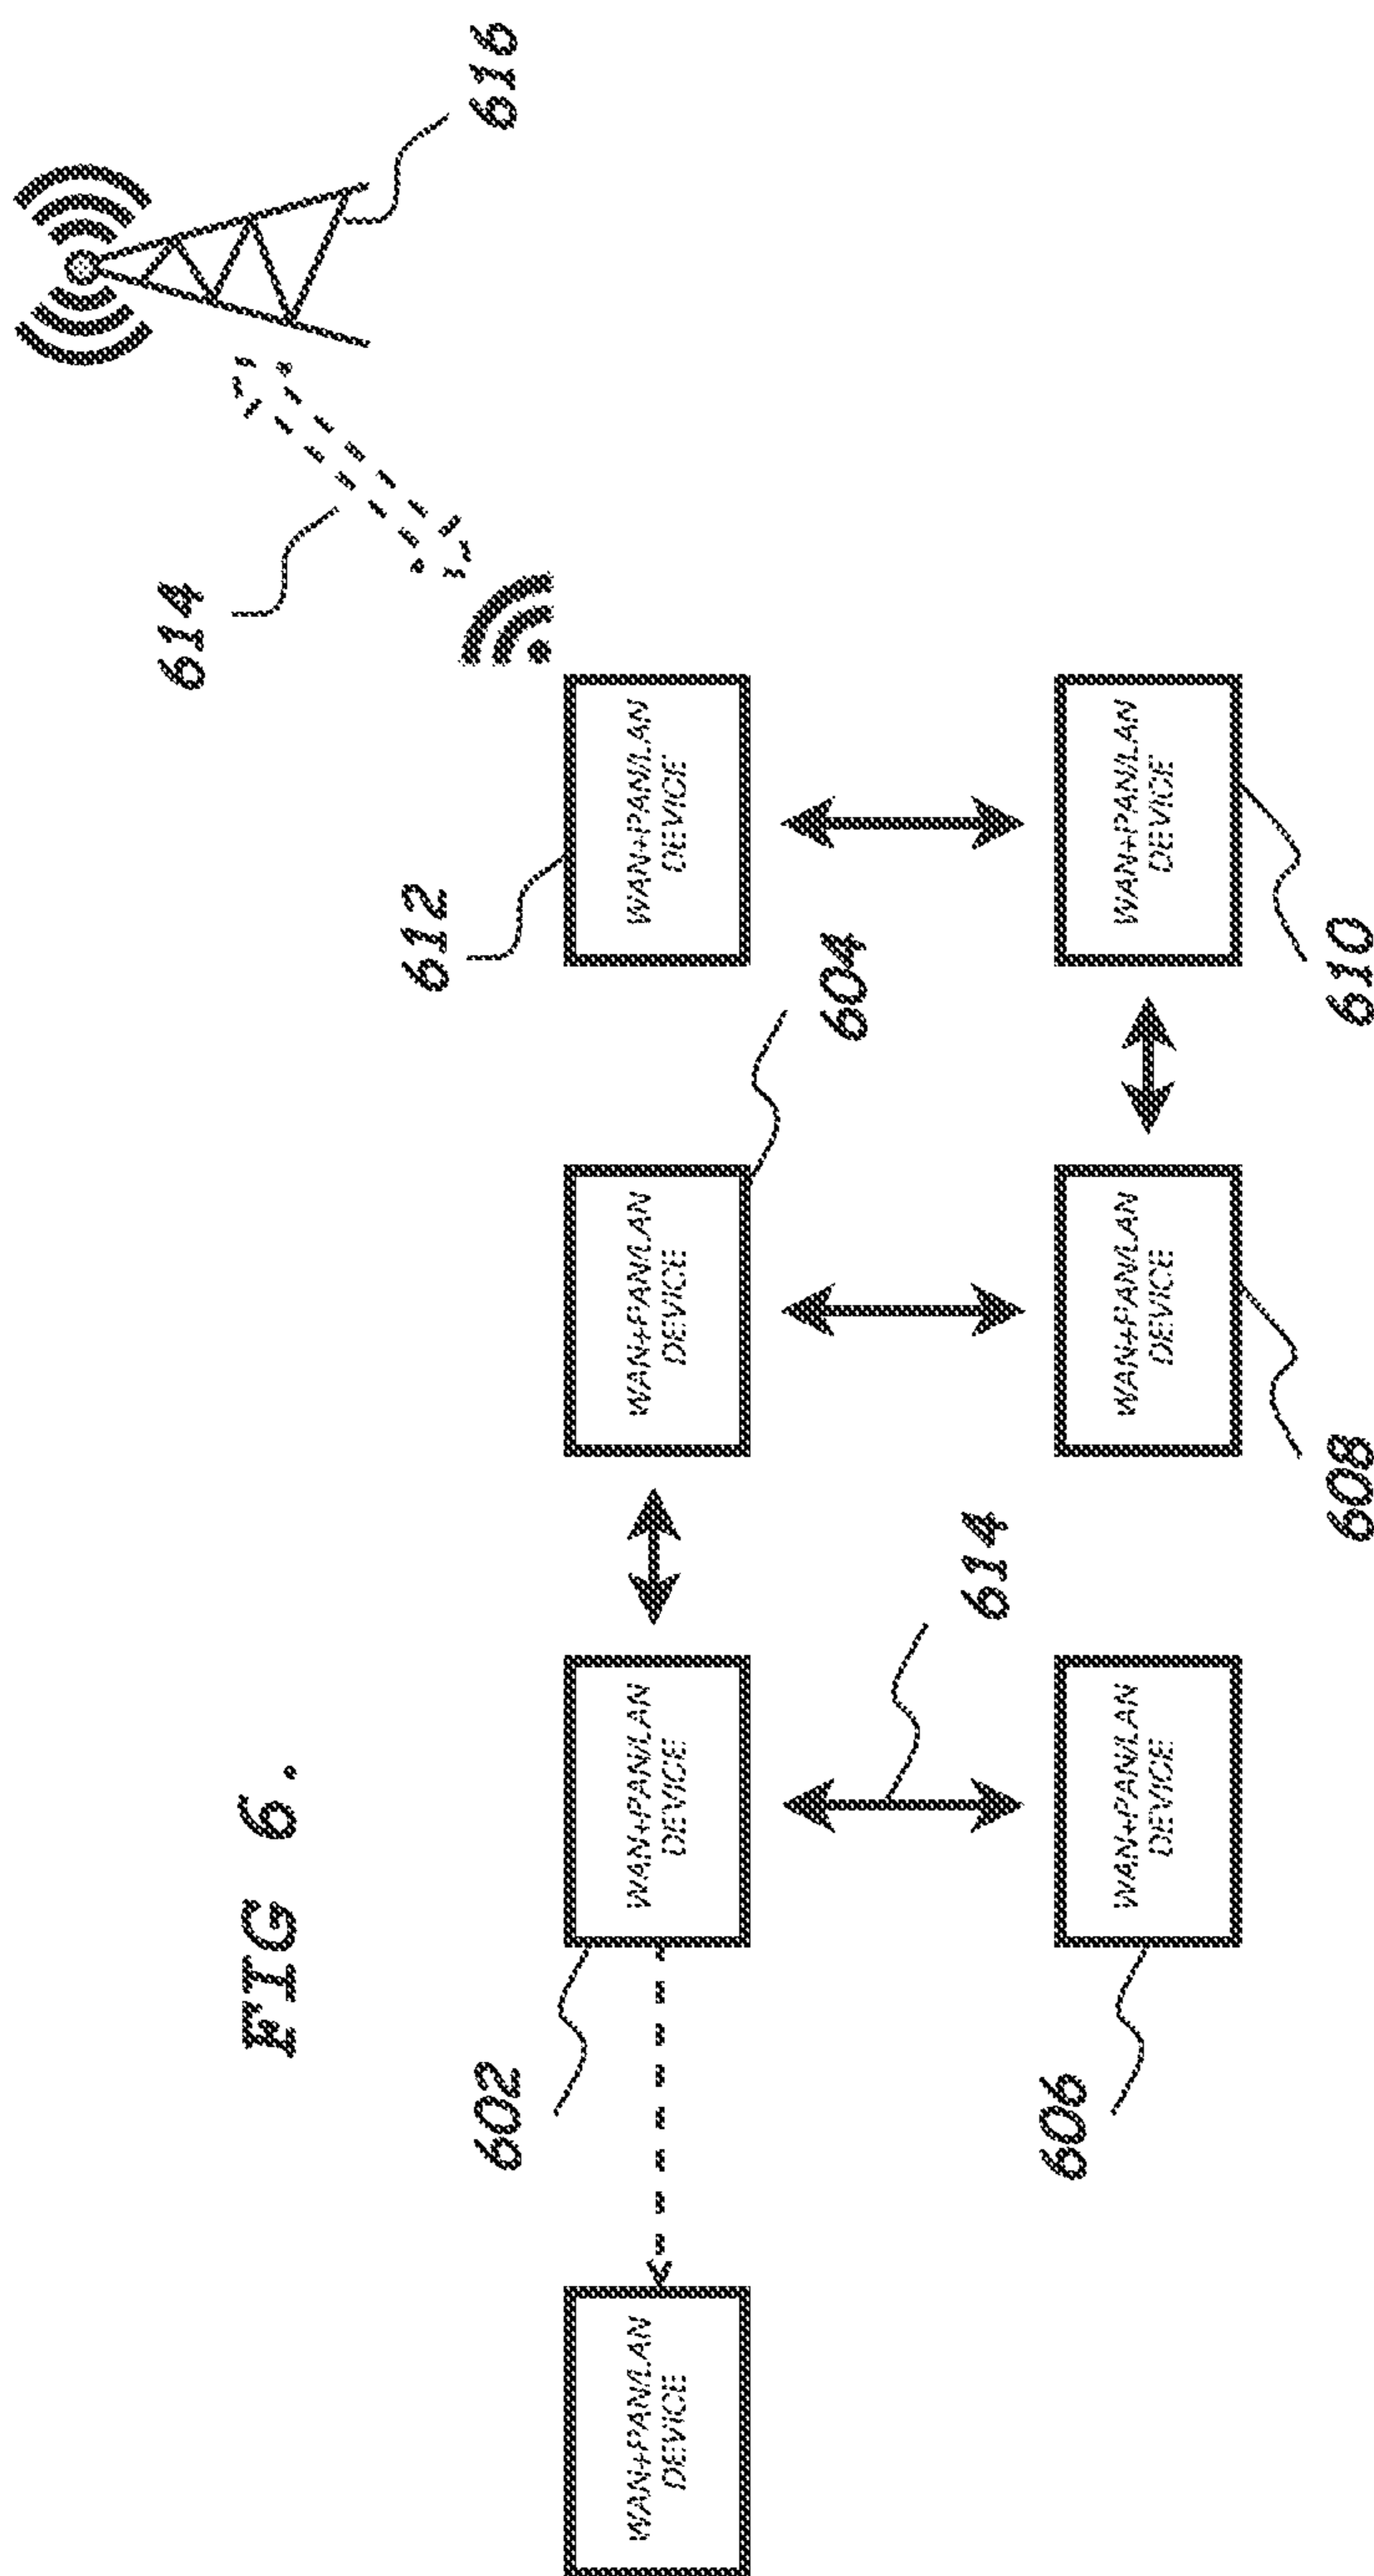 614
FIG 6.
612
602
616
WAN+PAN/LAN
DEVICE
WAN+PAN/LAN
DEVICE
WAN+PAN/LAN
DEVICE
WAN+PAN/LAN
DEVICE
604
614
606
WAN+PAN/LAN
DEVICE
WAN+PAN/LAN
DEVICE
WAN+PAN/LAN
DEVICE
608
610